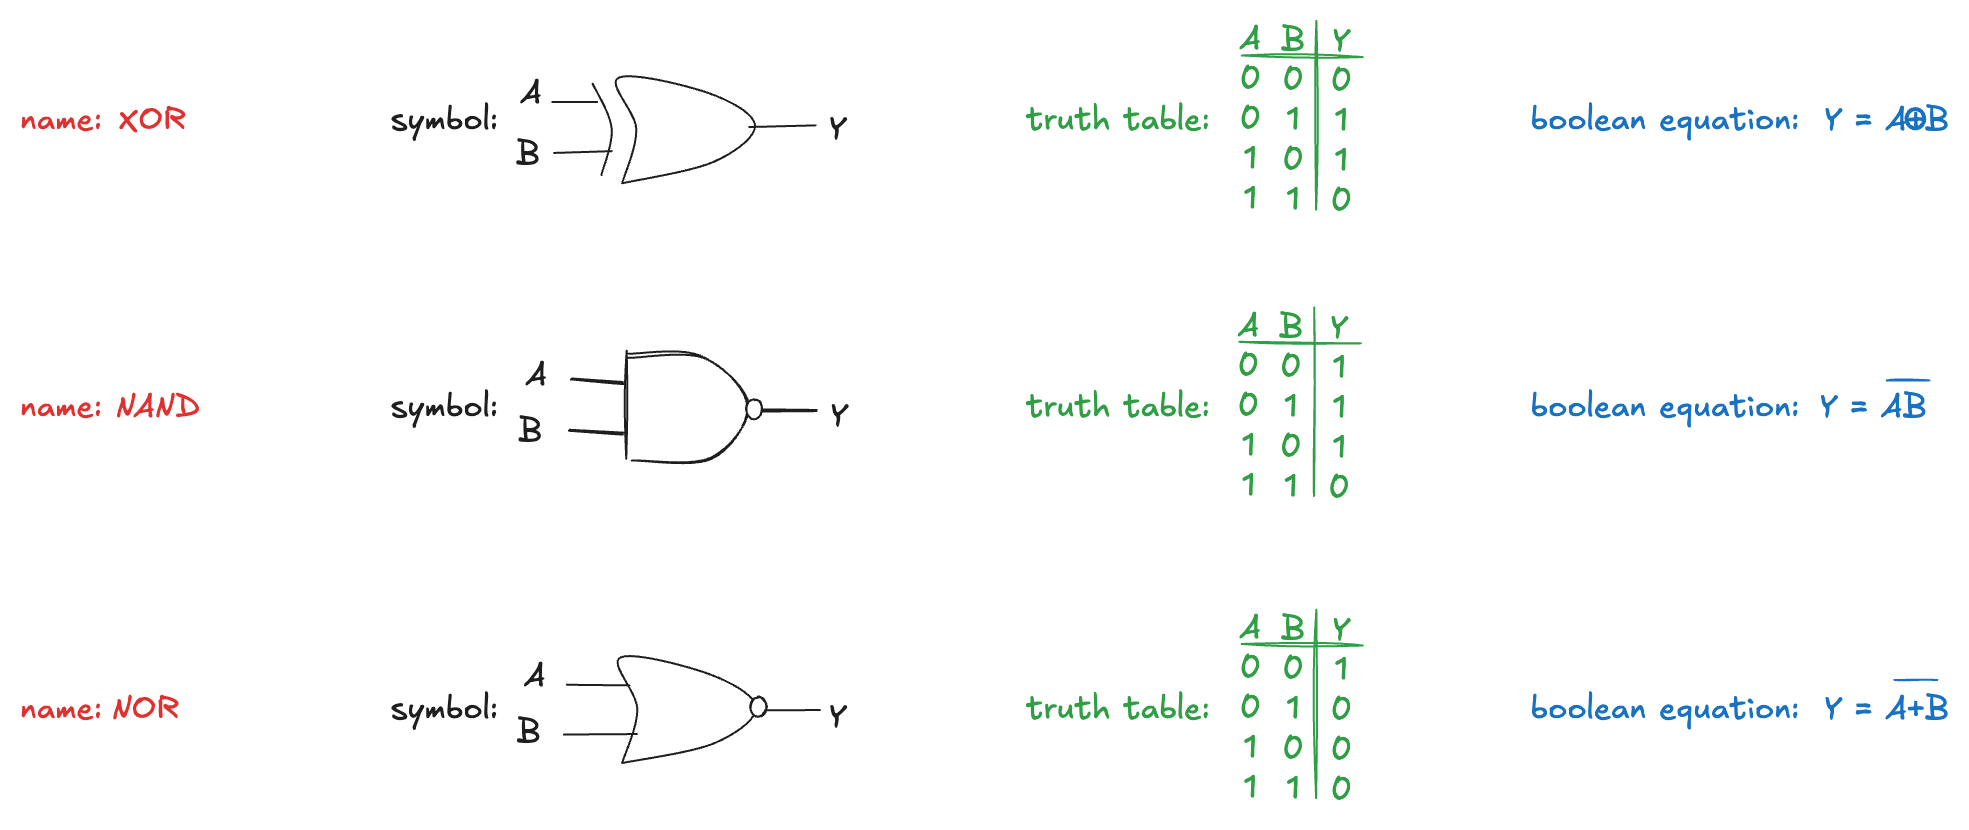 A B Y
0 0 0
name: XOR symbol: A B Y truth table: 0 1 1 boolean equation: Y = A⊕B
1 0 1
1 1 0
A B Y
0 0 1
name: NAND symbol: A B Y truth table: 0 1 1 boolean equation: Y = A̅B̅
1 0 1
1 1 0
A B Y
0 0 1
name: NOR symbol: A B Y truth table: 0 1 0 boolean equation: Y = A̅+̅B̅
1 0 0
1 1 0